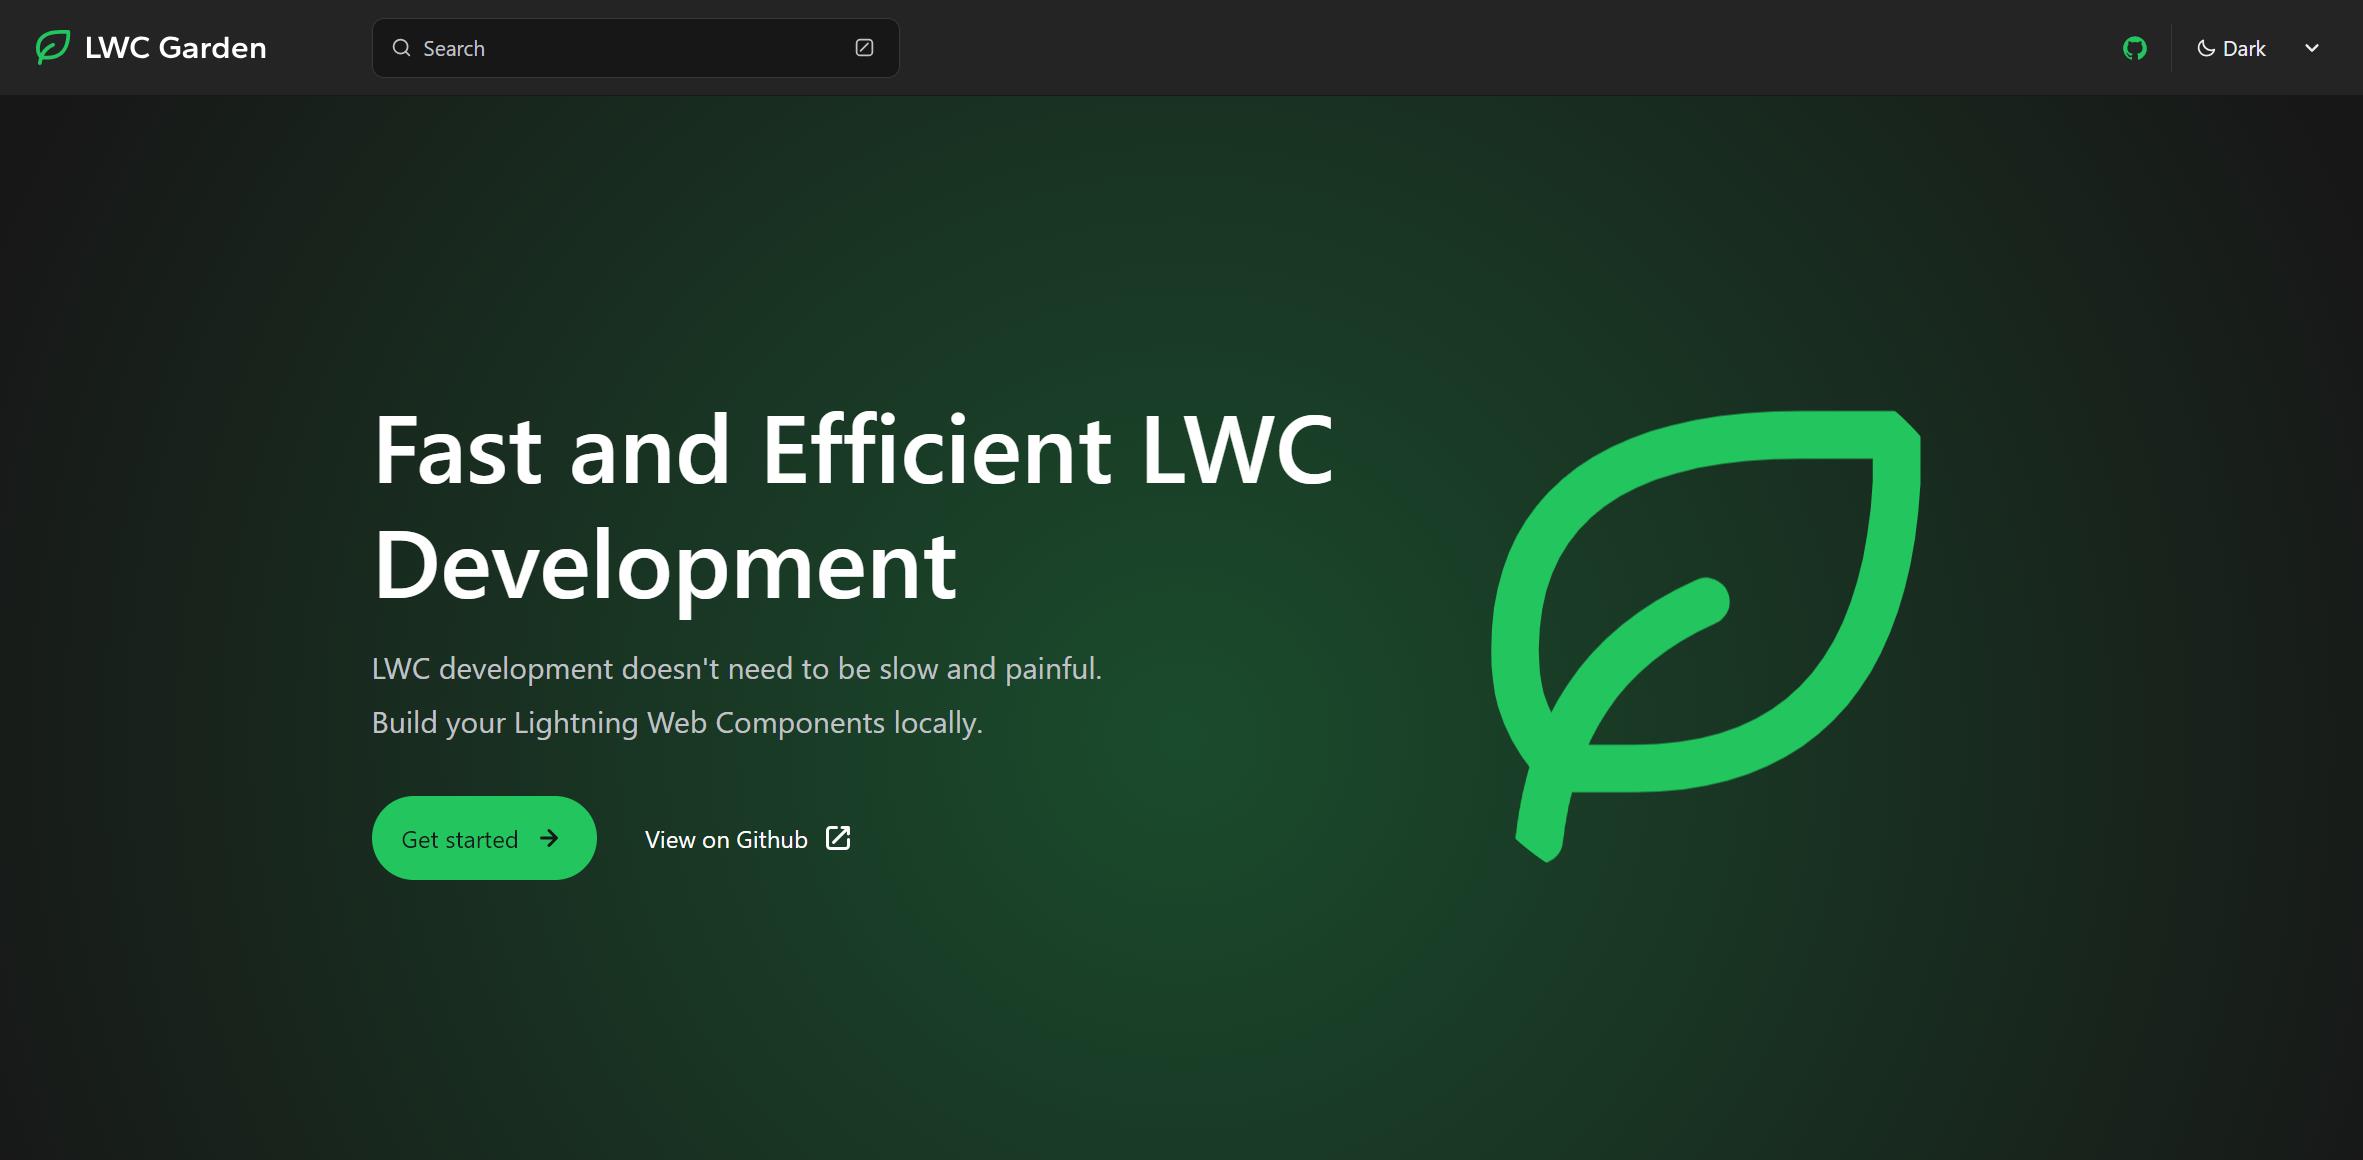 LWC Garden
Search
Dark
Fast and Efficient LWC
Development
LWC development doesn't need to be slow and painful.
Build your Lightning Web Components locally.
Get started
View on Github